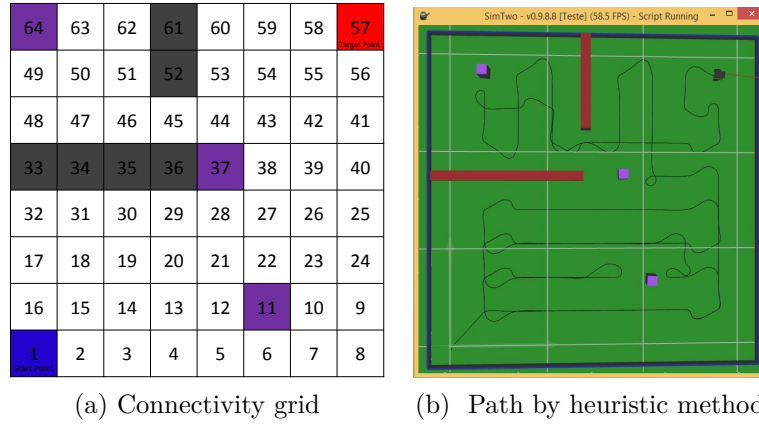 64 63 62 61 60 59 58 57
Target Point
49 50 51 52 53 54 55 56
48 47 46 45 44 43 42 41
33 34 35 36 37 38 39 40
32 31 30 29 28 27 26 25
17 18 19 20 21 22 23 24
16 15 14 13 12 11 10 9
1 2 3 4 5 6 7 8
Start Point
(a) Connectivity grid
SimTwo - v0.9.8.8 [Teste] (58.5 FPS) - Script Running
(b) Path by heuristic method